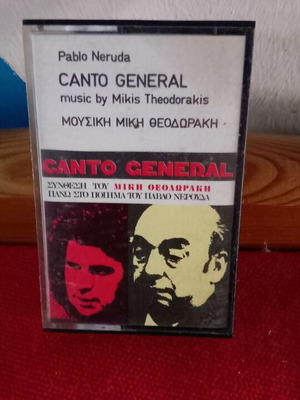 Pablo Neruda
CANTO GENERAL
music by Mikis Theodorakis
ΜΟΥΣΙΚΗ ΜΙΚΗ ΘΕΟΔΩΡΑΚΗ
CANTO GENERAL
ΣΥΝΘΕΣΗ ΤΟΥ ΜΙΚΗ ΘΕΟΔΩΡΑΚΗ
ΠΑΝΩ ΣΤΟ ΠΟΙΗΜΑ ΤΟΥ ΠΑΜΠΛΟ ΝΕΡΟΥΔΑ